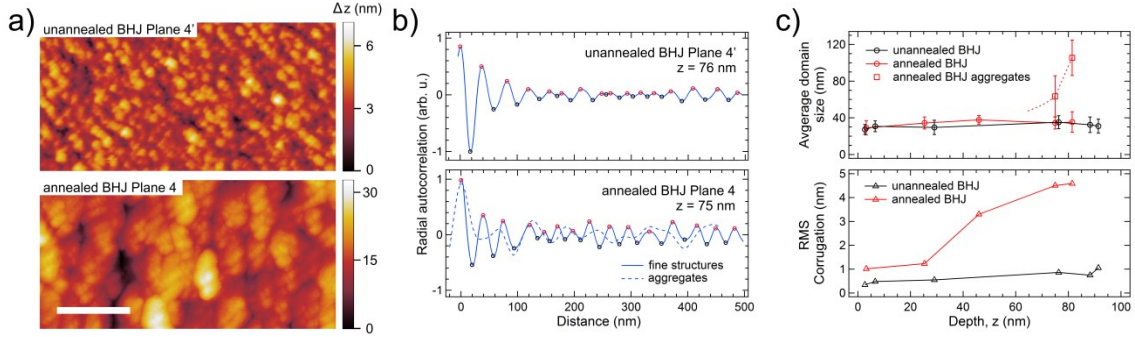 a)
Δz (nm)
unannealed BHJ Plane 4'
6
3
0
annealed BHJ Plane 4
30
15
0
b)
unannealed BHJ Plane 4'
z = 76 nm
1
0
-1
annealed BHJ Plane 4
z = 75 nm
1
0
-1
fine structures
aggregates
0
100
200
300
400
500
Distance (nm)
Radial autocorrelation (arb. u.)
c)
unannealed BHJ
annealed BHJ
annealed BHJ aggregates
120
80
40
0
Avgerage domain
size (nm)
unannealed BHJ
annealed BHJ
5
4
3
2
1
0
RMS
Corrugation (nm)
0
20
40
60
80
100
Depth, z (nm)